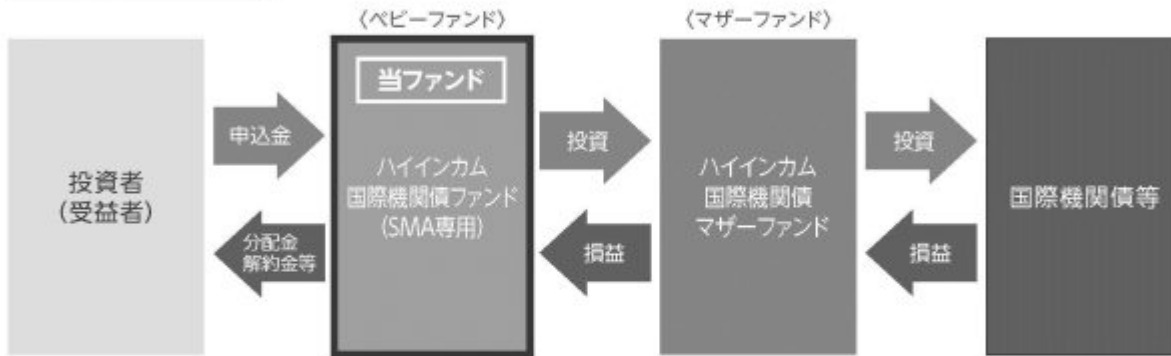 〈ベビーファンド〉
〈マザーファンド〉
投資者
(受益者)
申込金
分配金
解約金等
当ファンド
ハイインカム
国際機関債ファンド
(SMA専用)
投資
損益
ハイインカム
国際機関債
マザーファンド
投資
損益
国際機関債等